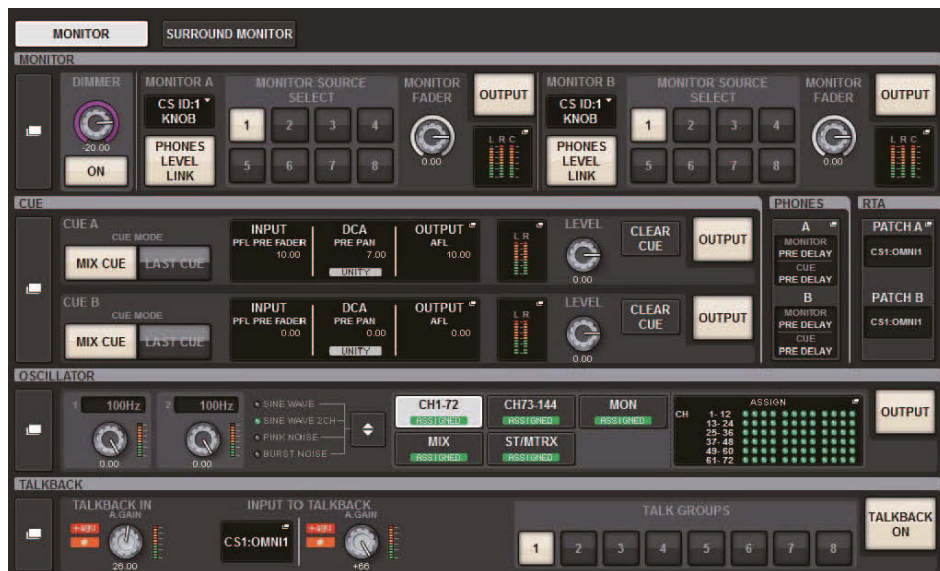 MONITOR
SURROUND MONITOR
MONITOR
DIMMER
-20.00
ON
MONITOR A
CS ID:1
KNOB
PHONES
LEVEL
LINK
MONITOR SOURCE
SELECT
1 2 3 4
5 6 7 8
MONITOR
FADER
0.00
OUTPUT
L R C
MONITOR B
CS ID:1
KNOB
PHONES
LEVEL
LINK
MONITOR SOURCE
SELECT
1 2 3 4
5 6 7 8
MONITOR
FADER
0.00
OUTPUT
L R C
CUE
CUE A
CUE MODE
MIX CUE
LAST CUE
INPUT
PFL PRE FADER
10.00
DCA
PRE PAN
7.00
UNITY
OUTPUT
AFL
10.00
L R
LEVEL
0.00
CLEAR
CUE
OUTPUT
CUE B
CUE MODE
MIX CUE
LAST CUE
INPUT
PFL PRE FADER
0.00
DCA
PRE PAN
0.00
UNITY
OUTPUT
AFL
0.00
L R
LEVEL
0.00
CLEAR
CUE
OUTPUT
PHONES
A
MONITOR
PRE DELAY
CUE
PRE DELAY
B
MONITOR
PRE DELAY
CUE
PRE DELAY
RTA
PATCH A
CS1:OMNI1
PATCH B
CS1:OMNI1
OSCILLATOR
1 100Hz
0.00
2 100Hz
0.00
SINE WAVE
SINE WAVE 2CH
PINK NOISE
BURST NOISE
CH1-72
ASSIGNED
CH73-144
ASSIGNED
MON
ASSIGNED
MIX
ASSIGNED
ST/MTRX
ASSIGNED
ASSIGN
CH 1- 12
13- 24
25- 36
37- 48
49- 60
61- 72
OUTPUT
TALKBACK
TALKBACK IN
A.GAIN
+48V
26.00
INPUT TO TALKBACK
CS1:OMNI1
A.GAIN
+48V
+66
TALK GROUPS
1 2 3 4 5 6 7 8
TALKBACK
ON